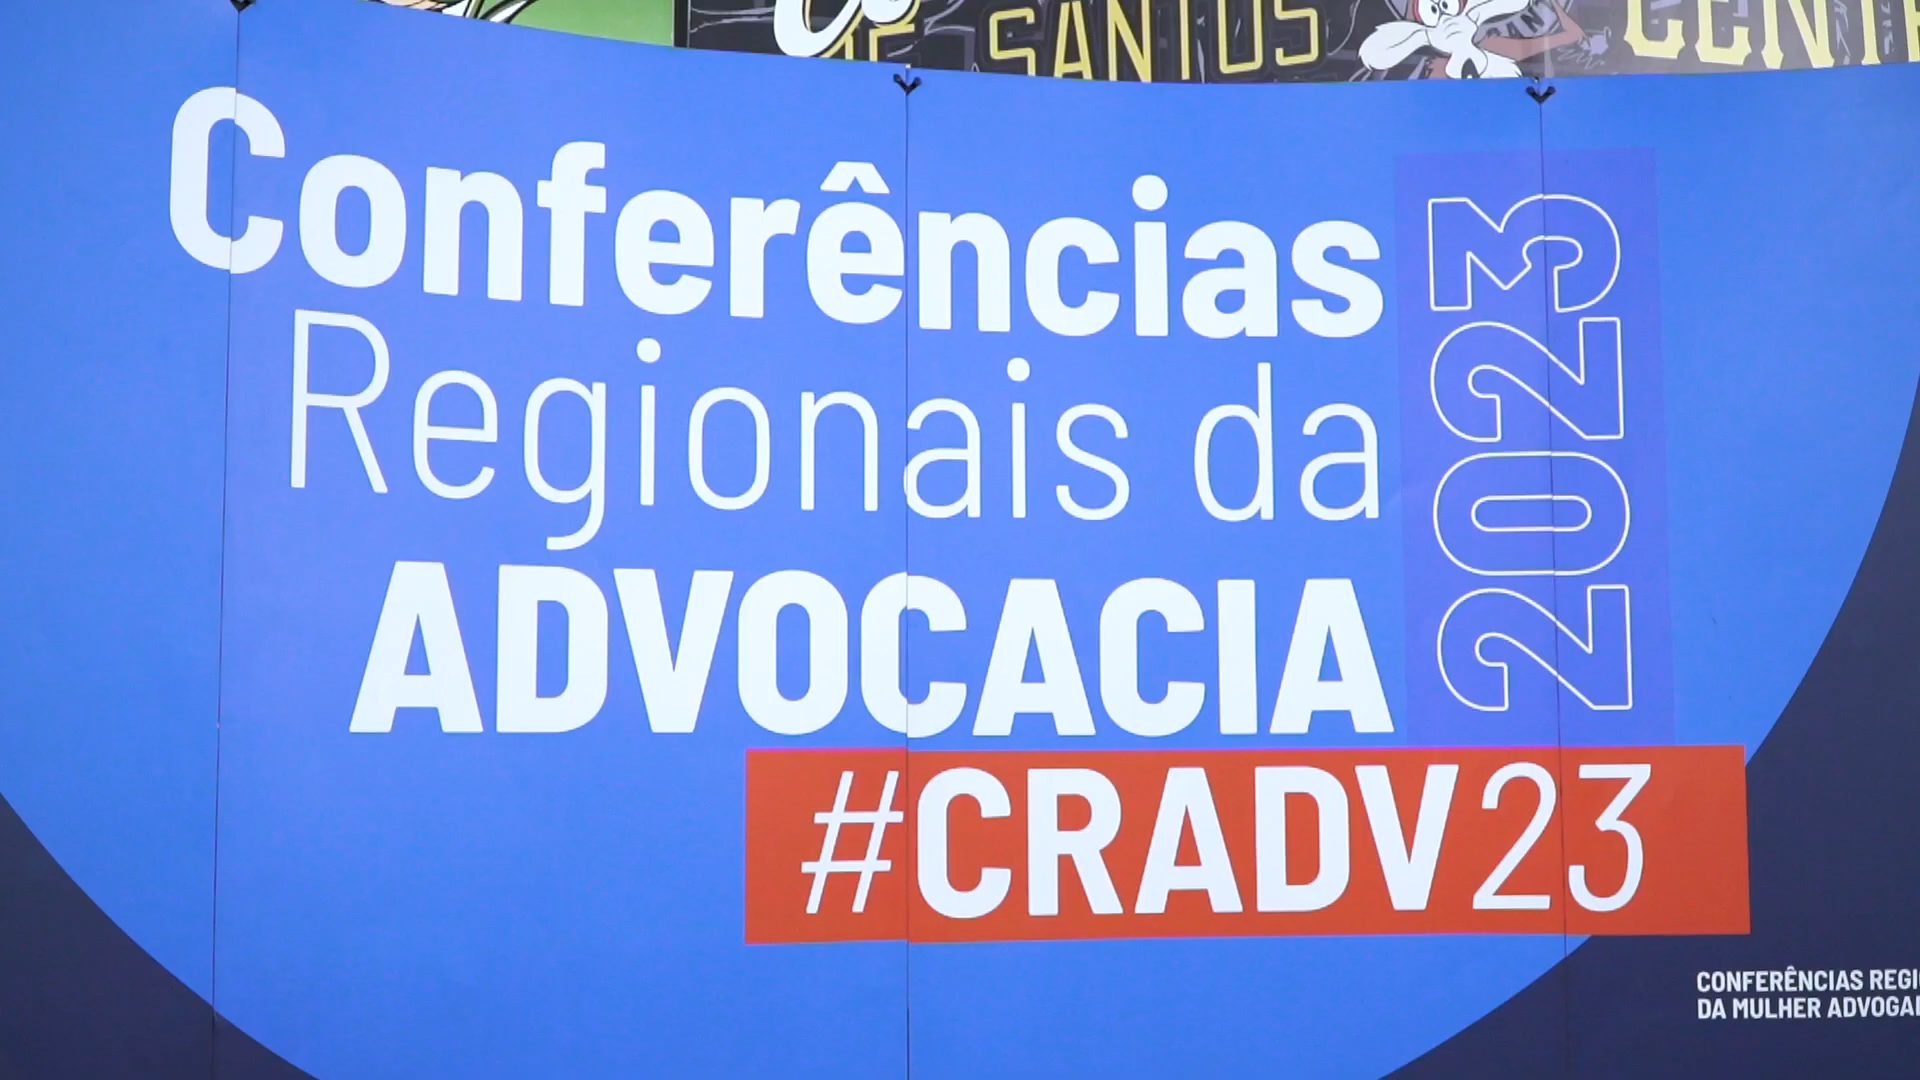 SANTOS
Conferências
Regionais da
ADVOCACIA
2023
#CRADV23
CONFERÊNCIAS REGI
DA MULHER ADVOGA